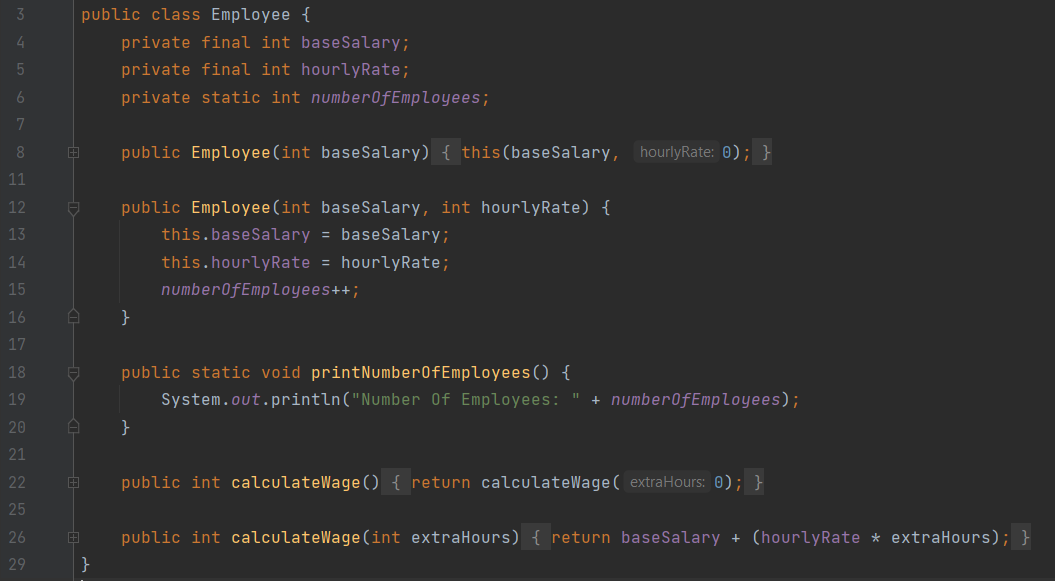 3 public class Employee {
4 private final int baseSalary;
5 private final int hourlyRate;
6 private static int numberOfEmployees;
7
8 public Employee(int baseSalary) { this(baseSalary, hourlyRate: 0); }
11
12 public Employee(int baseSalary, int hourlyRate) {
13 this.baseSalary = baseSalary;
14 this.hourlyRate = hourlyRate;
15 numberOfEmployees++;
16 }
17
18 public static void printNumberOfEmployees() {
19 System.out.println("Number Of Employees: " + numberOfEmployees);
20 }
21
22 public int calculateWage() { return calculateWage( extraHours: 0); }
25
26 public int calculateWage(int extraHours) { return baseSalary + (hourlyRate * extraHours); }
29 }